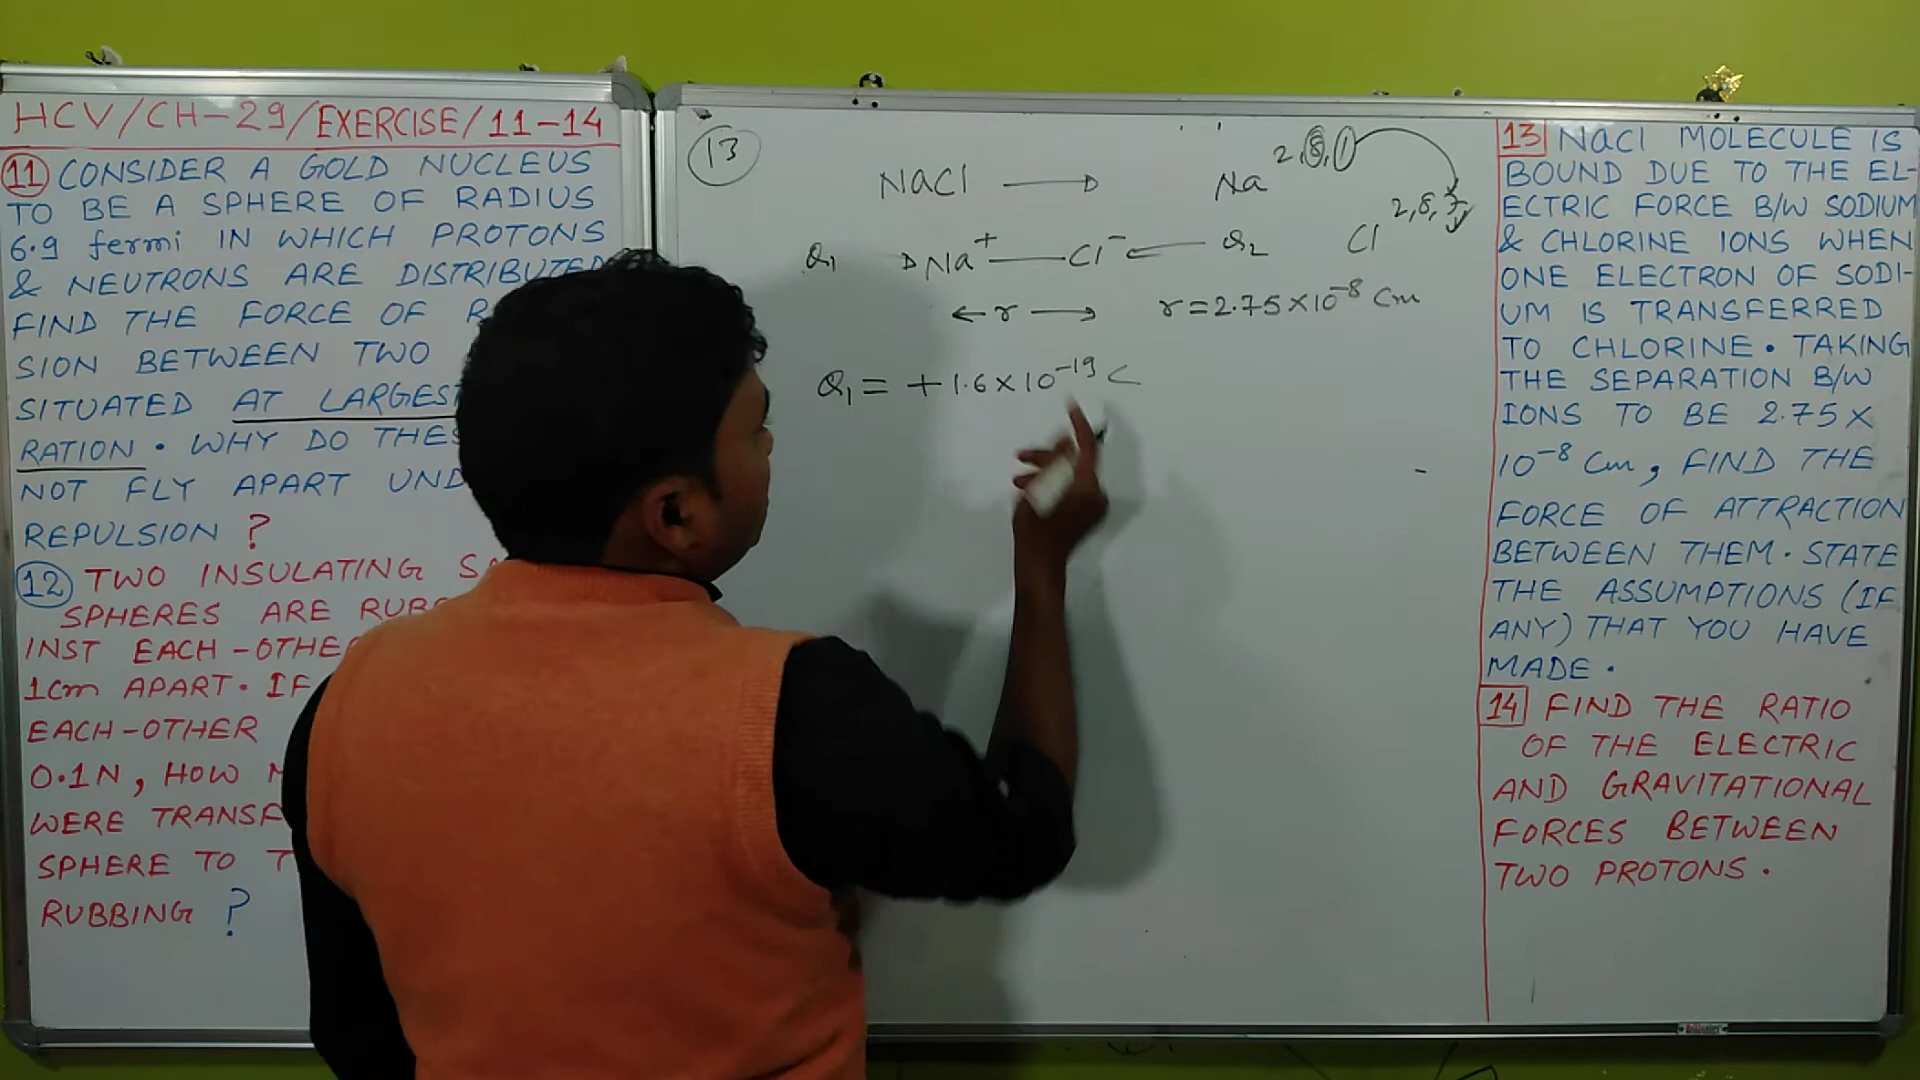 HCV/CH-29/EXERCISE/11-14
11 CONSIDER A GOLD NUCLEUS
TO BE A SPHERE OF RADIUS
6.9 fermi IN WHICH PROTONS
& NEUTRONS ARE DISTRIBUTED
FIND THE FORCE OF
SION BETWEEN TWO
SITUATED AT LARGES
RATION. WHY DO
NOT FLY APART
REPULSION ?
12 TWO INSULATING
SPHERES ARE
INST EACH-OTHE
1cm APART. IF
EACH-OTHER
0.1N, HOW
WERE TRANSF
SPHERE TO
RUBBING ?
13
NaCl → Na 2,8,1
Q1 Na+ — Cl- ← Q2 Cl 2,8,7
← r → r=2.75×10-8 cm
Q1 = +1.6×10-19 C
13 NaCl MOLECULE IS
BOUND DUE TO THE EL-
ECTRIC FORCE B/W SODIUM
& CHLORINE IONS WHEN
ONE ELECTRON OF SODI-
UM IS TRANSFERRED
TO CHLORINE. TAKING
THE SEPARATION B/W
IONS TO BE 2.75×
10-8 cm, FIND THE
FORCE OF ATTRACTION
BETWEEN THEM. STATE
THE ASSUMPTIONS (IF
ANY) THAT YOU HAVE
MADE.
14 FIND THE RATIO
OF THE ELECTRIC
AND GRAVITATIONAL
FORCES BETWEEN
TWO PROTONS.